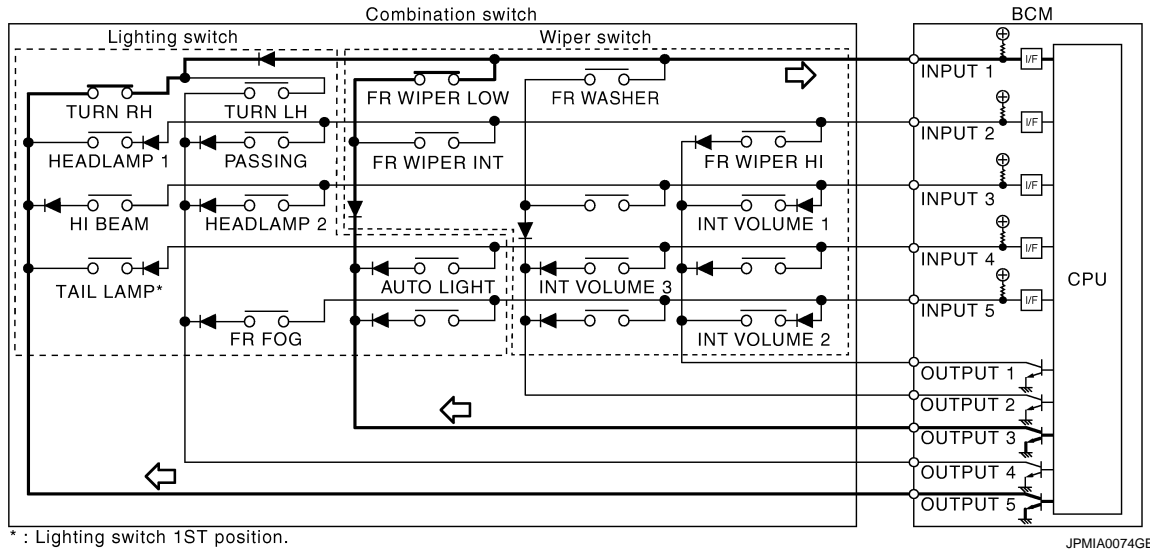 Combination switch
BCM
Lighting switch
Wiper switch
INPUT 1
I/F
TURN RH
TURN LH
FR WIPER LOW
FR WASHER
INPUT 2
I/F
HEADLAMP 1
PASSING
FR WIPER INT
FR WIPER HI
INPUT 3
I/F
HI BEAM
HEADLAMP 2
INT VOLUME 1
INPUT 4
I/F
TAIL LAMP*
AUTO LIGHT
INT VOLUME 3
CPU
INPUT 5
I/F
FR FOG
INT VOLUME 2
OUTPUT 1
OUTPUT 2
OUTPUT 3
OUTPUT 4
OUTPUT 5
* : Lighting switch 1ST position.
JPMIA0074GB